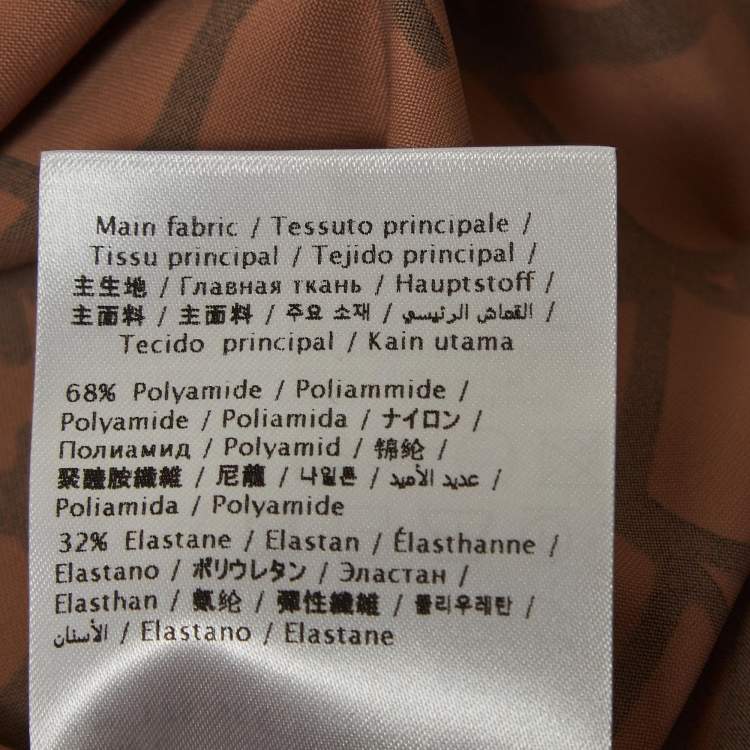 Main fabric / Tessuto principale /
Tissu principal / Tejido principal /
主生地 / Главная ткань / Hauptstoff /
主面料 / 主面料 / 주요 소재 / القماش الرئيسي /
Tecido principal / Kain utama
68% Polyamide / Poliammide /
Polyamide / Poliamida / ナイロン /
Полиамид / Polyamid / 锦纶 /
聚醯胺纖維 / 尼龍 / 나일론 / عديد الأميد /
Poliamida / Polyamide
32% Elastane / Elastan / Élasthanne /
Elastano / ポリウレタン / Эластан /
Elasthan / 氨纶 / 彈性纖維 / 폴리우레탄 /
الأستان / Elastano / Elastane